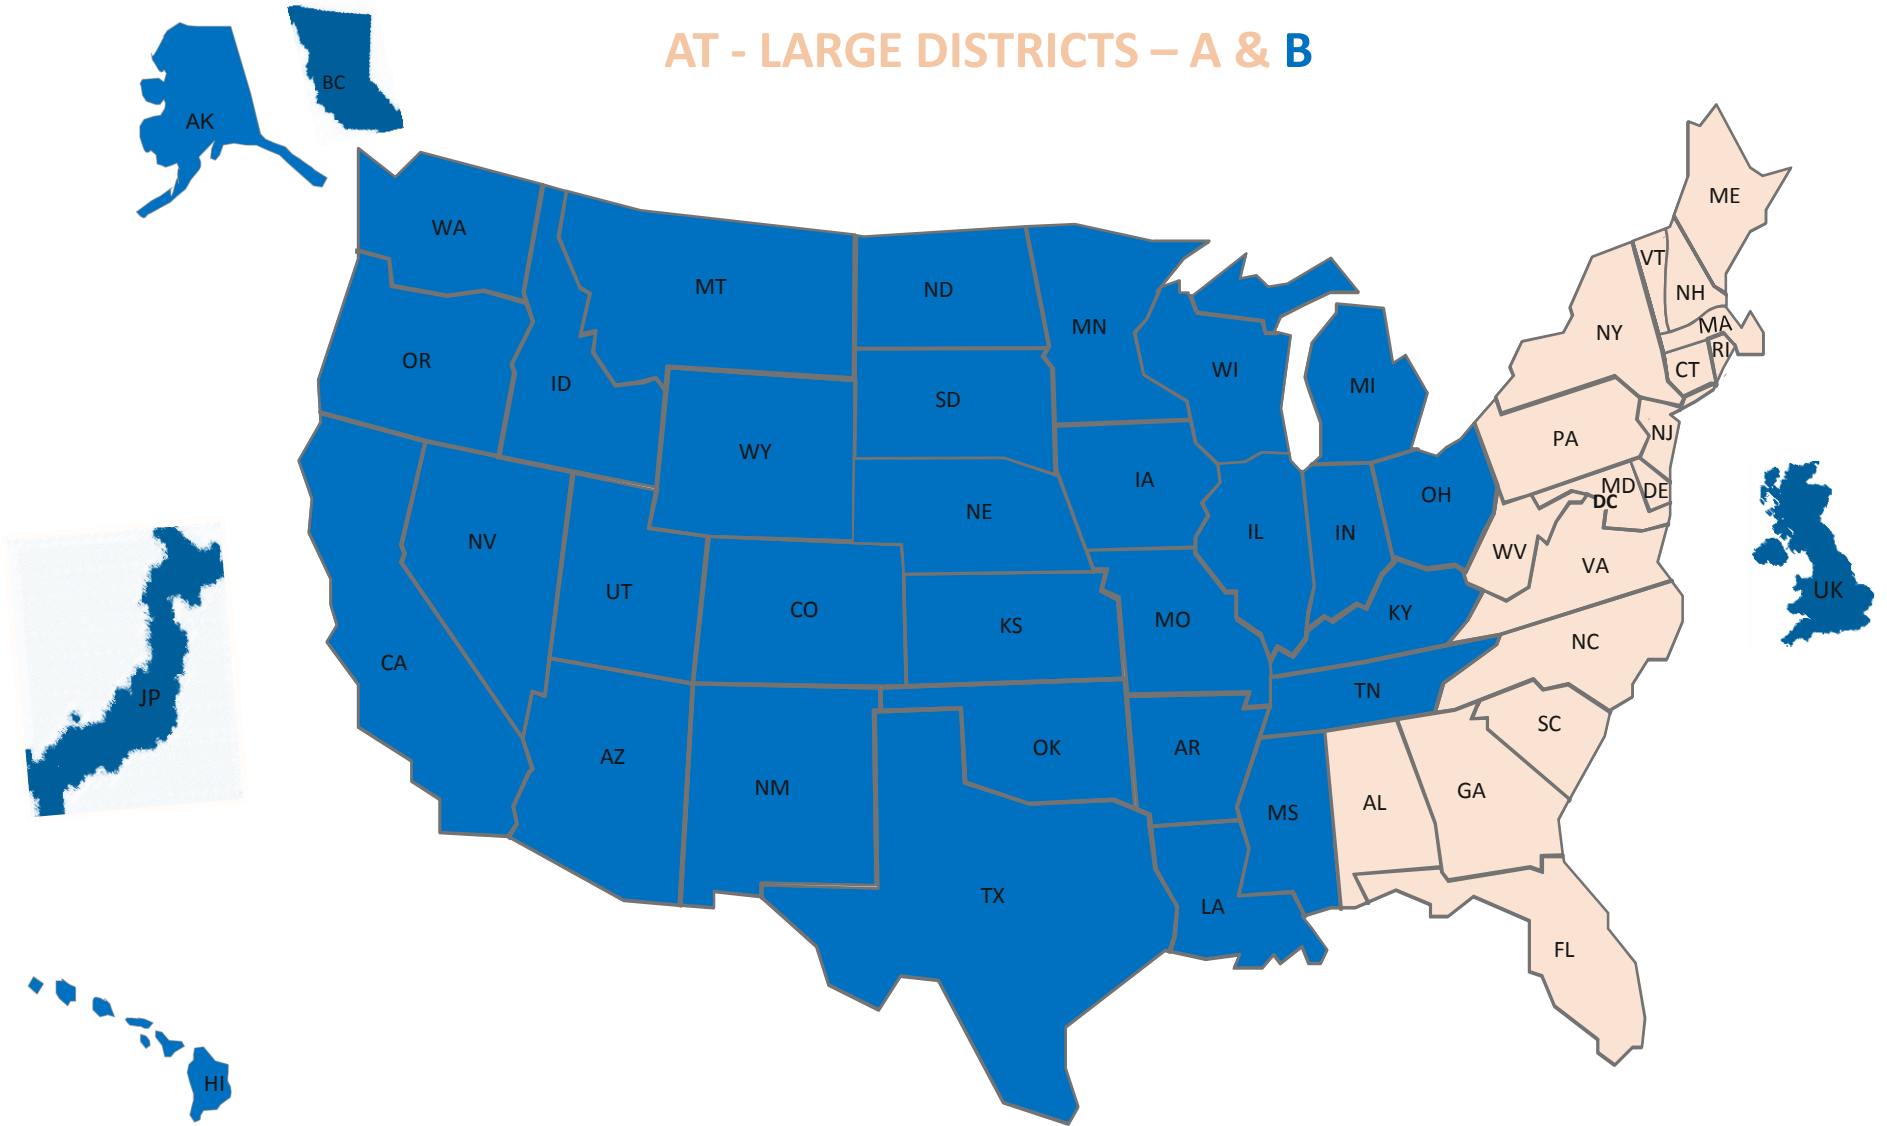 AT - LARGE DISTRICTS – A & B
BC
AK
ME
WA
VT
MT
ND
NH
MN
MA
NY
RI
OR
WI
CT
ID
MI
SD
NJ
PA
WY
IA
MD
DE
OH
DC
NE
IL
IN
NV
WV
VA
UT
UK
CO
KY
MO
KS
NC
CA
TN
JP
SC
OK
AR
AZ
NM
GA
AL
MS
TX
LA
FL
HI